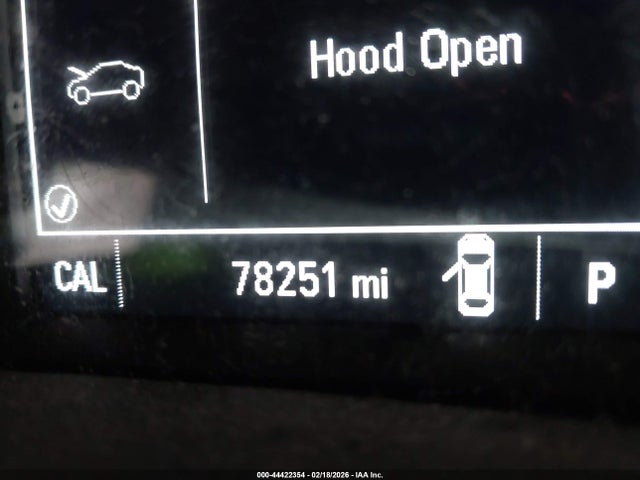 Hood Open
CAL 78251 mi P
000-44422354 - 02/18/2026 - IAA Inc.